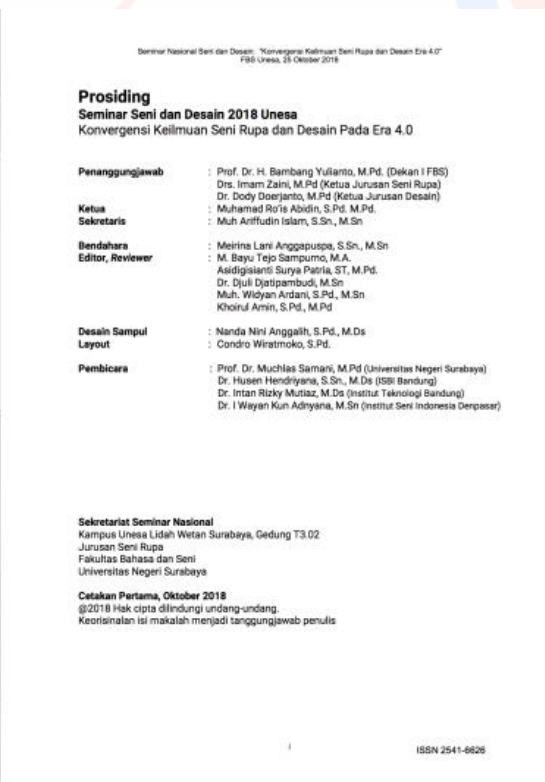 Seminar Nasional Seni dan Desain: "Konvergensi Keilmuan Seni Rupa dan Desain Era 4.0"
FBS Unesa, 25 Oktober 2018
Prosiding
Seminar Seni dan Desain 2018 Unesa
Konvergensi Keilmuan Seni Rupa dan Desain Pada Era 4.0
Penanggungjawab : Prof. Dr. H. Bambang Yulianto, M.Pd. (Dekan I FBS)
Drs. Imam Zaini, M.Pd (Ketua Jurusan Seni Rupa)
Dr. Dody Doerjanto, M.Pd (Ketua Jurusan Desain)
Ketua : Muhamad Ro'is Abidin, S.Pd. M.Pd.
Sekretaris : Muh Ariffudin Islam, S.Sn., M.Sn
Bendahara : Meirina Lani Anggapuspa, S.Sn., M.Sn
Editor, Reviewer : M. Bayu Tejo Sampurno, M.A.
Asidigisianti Surya Patria, ST, M.Pd.
Dr. Djuli Djatiprambudi, M.Sn
Muh. Widyan Ardani, S.Pd., M.Sn
Khoirul Amin, S.Pd., M.Pd
Desain Sampul : Nanda Nini Anggalih, S.Pd., M.Ds
Layout : Condro Wiratmoko, S.Pd.
Pembicara : Prof. Dr. Muchlas Samani, M.Pd (Universitas Negeri Surabaya)
Dr. Husen Hendriyana, S.Sn., M.Ds (ISBI Bandung)
Dr. Intan Rizky Mutiaz, M.Ds (Institut Teknologi Bandung)
Dr. I Wayan Kun Adnyana, M.Sn (Institut Seni Indonesia Denpasar)
Sekretariat Seminar Nasional
Kampus Unesa Lidah Wetan Surabaya, Gedung T3.02
Jurusan Seni Rupa
Fakultas Bahasa dan Seni
Universitas Negeri Surabaya
Cetakan Pertama, Oktober 2018
@2018 Hak cipta dilindungi undang-undang.
Keorisinalan isi makalah menjadi tanggungjawab penulis
i
ISSN 2541-6626